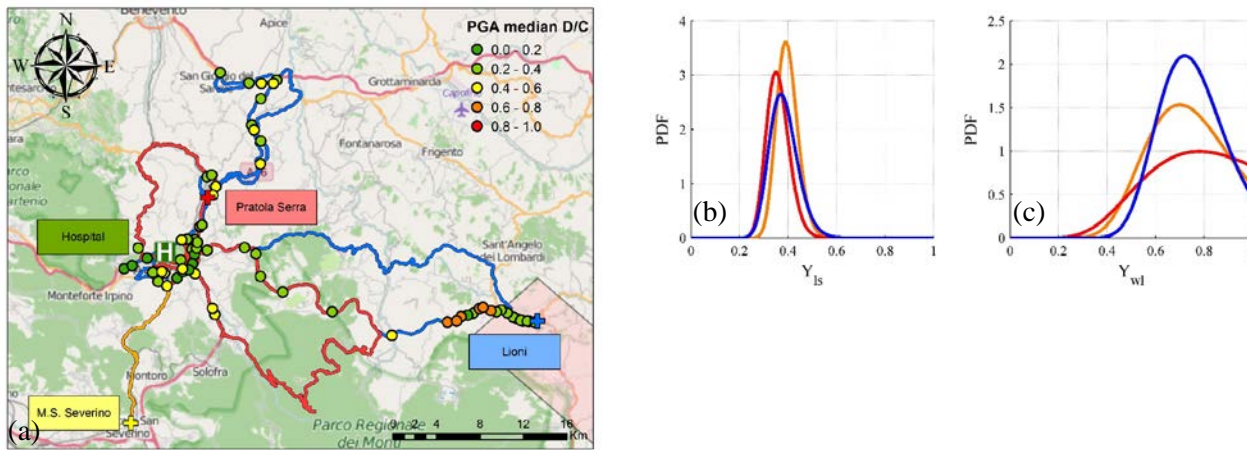 Benevento
Apice
N
W E
S
PGA median D/C
0.0 - 0.2
0.2 - 0.4
0.4 - 0.6
0.6 - 0.8
0.8 - 1.0
San Giorgio del
Grottaminarda
Fontanarosa
Frigento
Pratola Serra
Hospital
H
Sant'Angelo
dei Lombardi
Monteforte Irpino
Lioni
Montoro
Solofra
M.S. Severino
San
Severino
Parco Regionale
dei Monti
0 2 4 8 12 16
Km
(a)
PDF
4
3
2
1
0
0 0.2 0.4 0.6 0.8 1
Y_ls
(b)
PDF
2.5
2
1.5
1
0.5
0
0 0.2 0.4 0.6 0.8
Y_wl
(c)